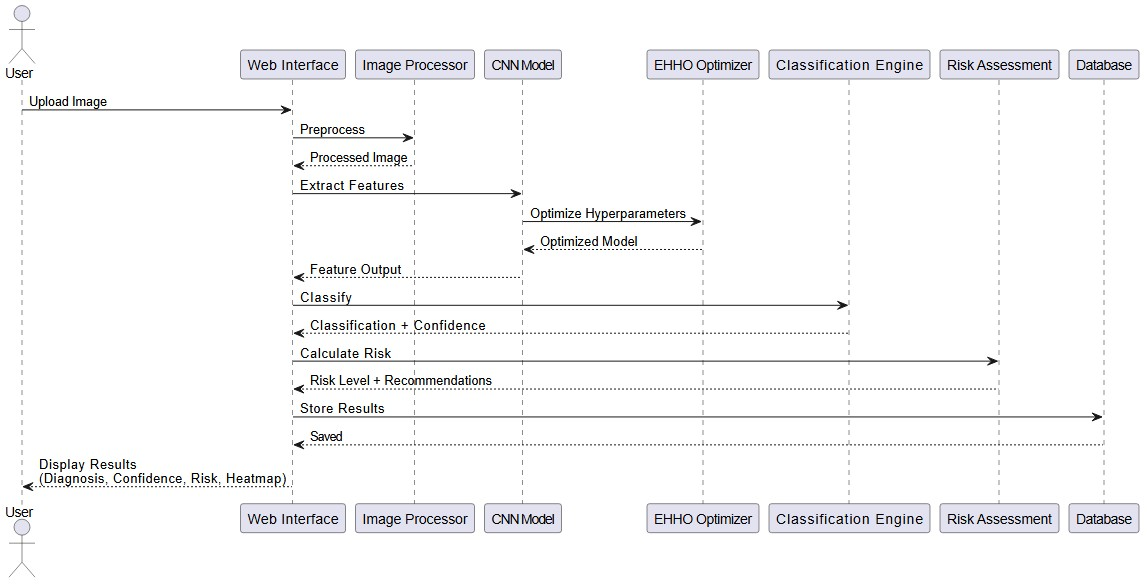 User
Web Interface
Image Processor
CNN Model
EHHO Optimizer
Classification Engine
Risk Assessment
Database
Upload Image
Preprocess
Processed Image
Extract Features
Optimize Hyperparameters
Optimized Model
Feature Output
Classify
Classification + Confidence
Calculate Risk
Risk Level + Recommendations
Store Results
Saved
Display Results
(Diagnosis, Confidence, Risk, Heatmap)
User
Web Interface
Image Processor
CNN Model
EHHO Optimizer
Classification Engine
Risk Assessment
Database